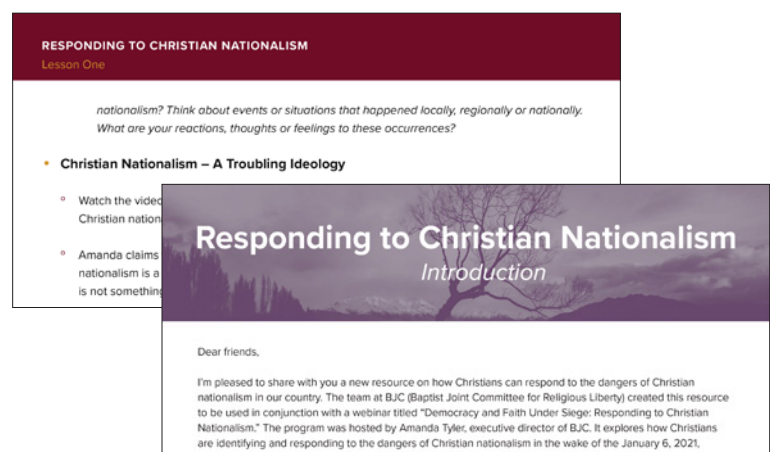 RESPONDING TO CHRISTIAN NATIONALISM
Lesson One
nationalism? Think about events or situations that happened locally, regionally or nationally.
What are your reactions, thoughts or feelings to these occurrences?
Christian Nationalism – A Troubling Ideology
Watch the video
Christian nation
Amanda claims
nationalism is a
is not something
Responding to Christian Nationalism
Introduction
Dear friends,
I'm pleased to share with you a new resource on how Christians can respond to the dangers of Christian
nationalism in our country. The team at BJC (Baptist Joint Committee for Religious Liberty) created this resource
to be used in conjunction with a webinar titled "Democracy and Faith Under Siege: Responding to Christian
Nationalism." The program was hosted by Amanda Tyler, executive director of BJC. It explores how Christians
are identifying and responding to the dangers of Christian nationalism in the wake of the January 6, 2021,